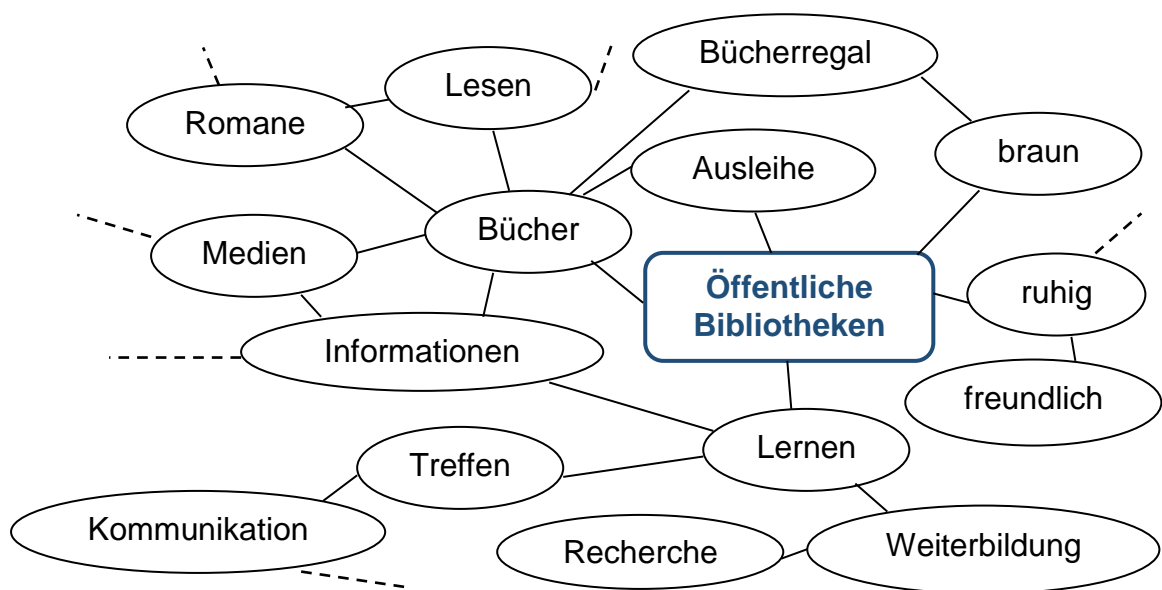 Bücherregal
Lesen
Romane
braun
Ausleihe
Bücher
Medien
Öffentliche
Bibliotheken
ruhig
Informationen
freundlich
Lernen
Treffen
Kommunikation
Recherche
Weiterbildung